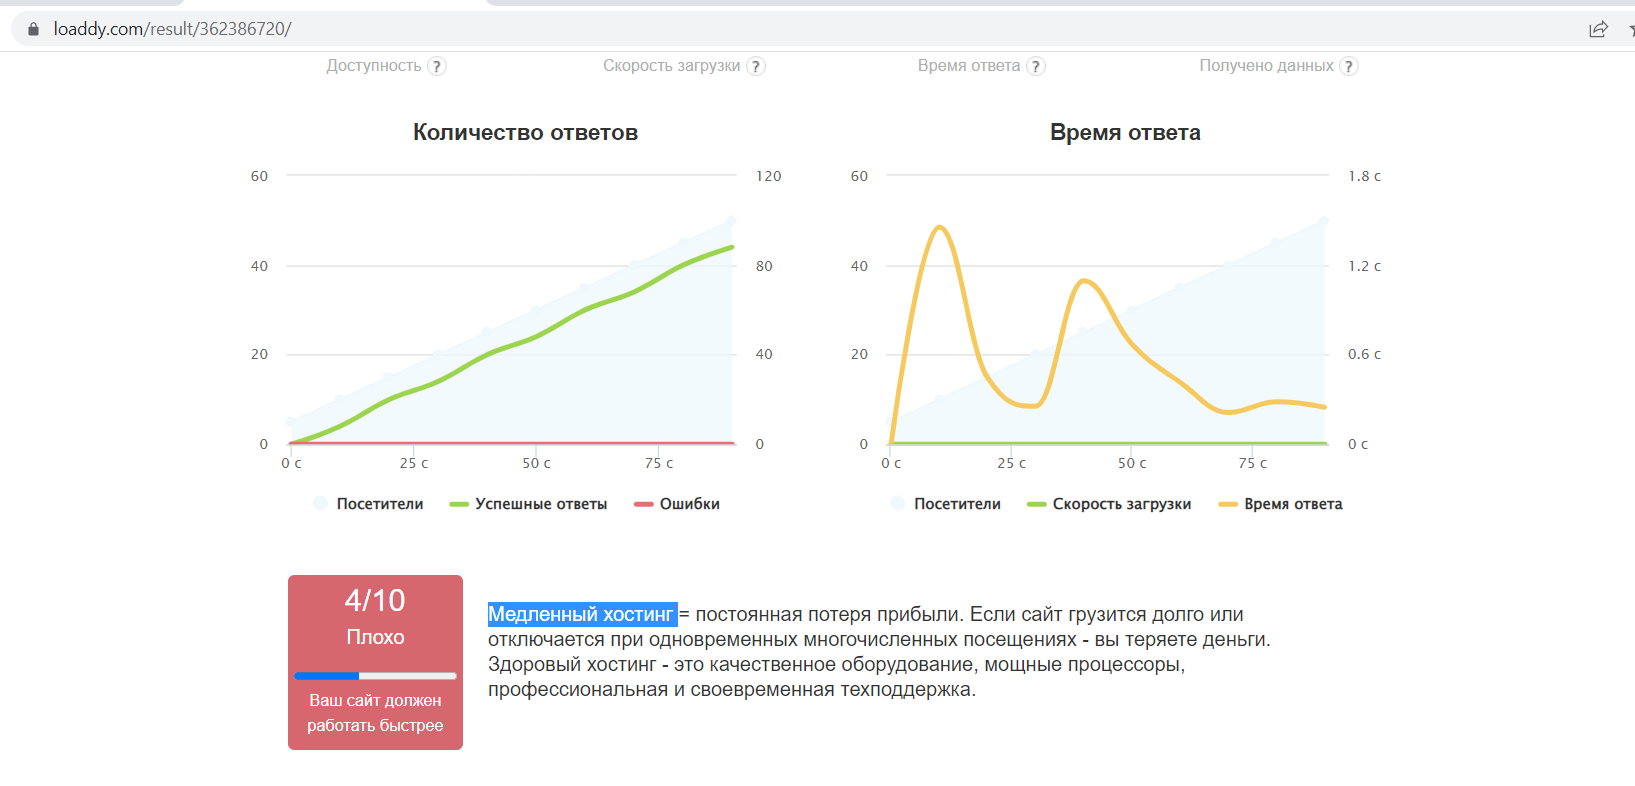 loaddy.com/result/362386720/
Доступность ?
Скорость загрузки ?
Время ответа ?
Получено данных ?
Количество ответов
60
40
20
0
120
80
40
0
0 с
25 с
50 с
75 с
Посетители
Успешные ответы
Ошибки
Время ответа
60
40
20
0
1.8 с
1.2 с
0.6 с
0 с
0 с
25 с
50 с
75 с
Посетители
Скорость загрузки
Время ответа
4/10
Плохо
Ваш сайт должен
работать быстрее
Медленный хостинг = постоянная потеря прибыли. Если сайт грузится долго или
отключается при одновременных многочисленных посещениях - вы теряете деньги.
Здоровый хостинг - это качественное оборудование, мощные процессоры,
профессиональная и своевременная техподдержка.